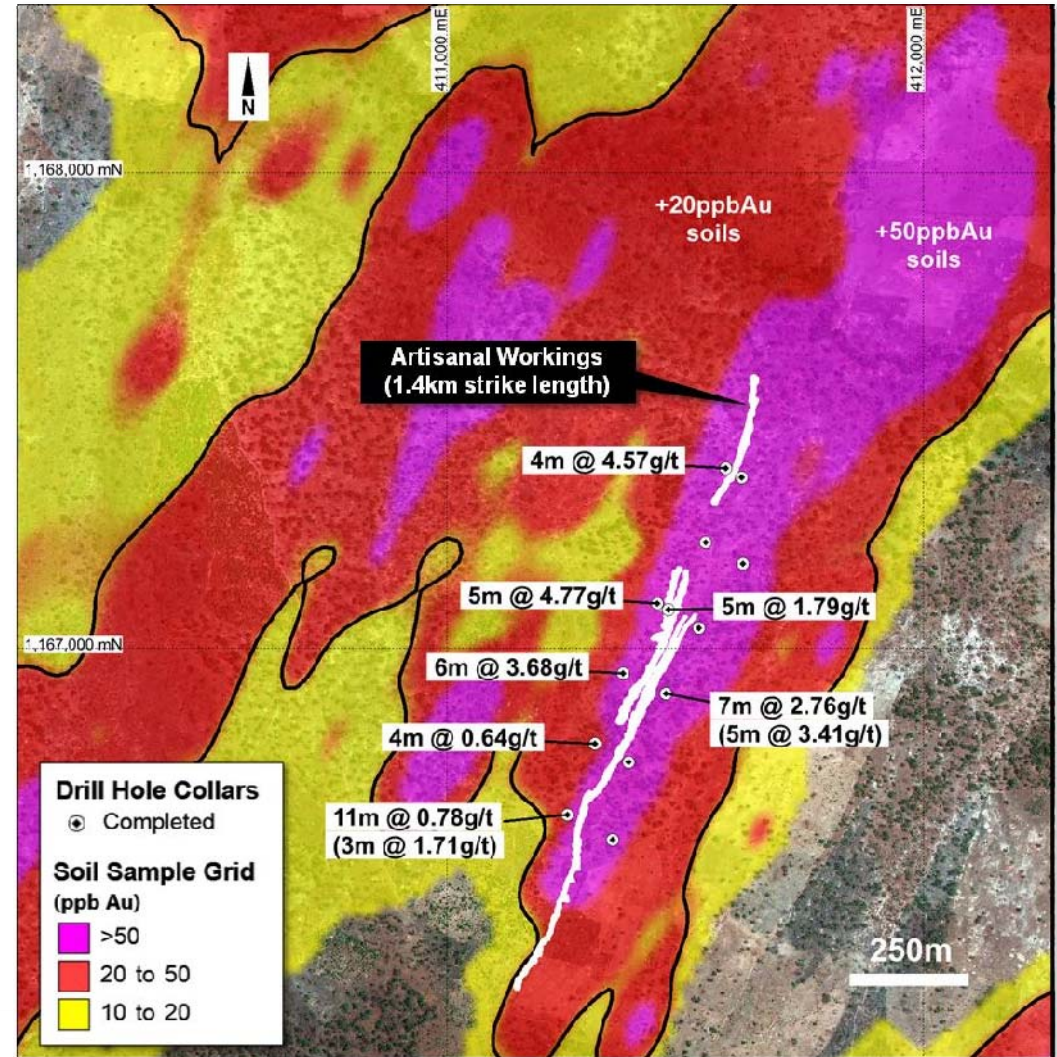 411,000 mE
412,000 mE
N
1,168,000 mN
+20ppbAu
soils
+50ppbAu
soils
Artisanal Workings
(1.4km strike length)
4m @ 4.57g/t
5m @ 4.77g/t
5m @ 1.79g/t
1,167,000 mN
6m @ 3.68g/t
7m @ 2.76g/t
(5m @ 3.41g/t)
4m @ 0.64g/t
11m @ 0.78g/t
(3m @ 1.71g/t)
Drill Hole Collars
Completed
Soil Sample Grid
(ppb Au)
>50
20 to 50
10 to 20
250m